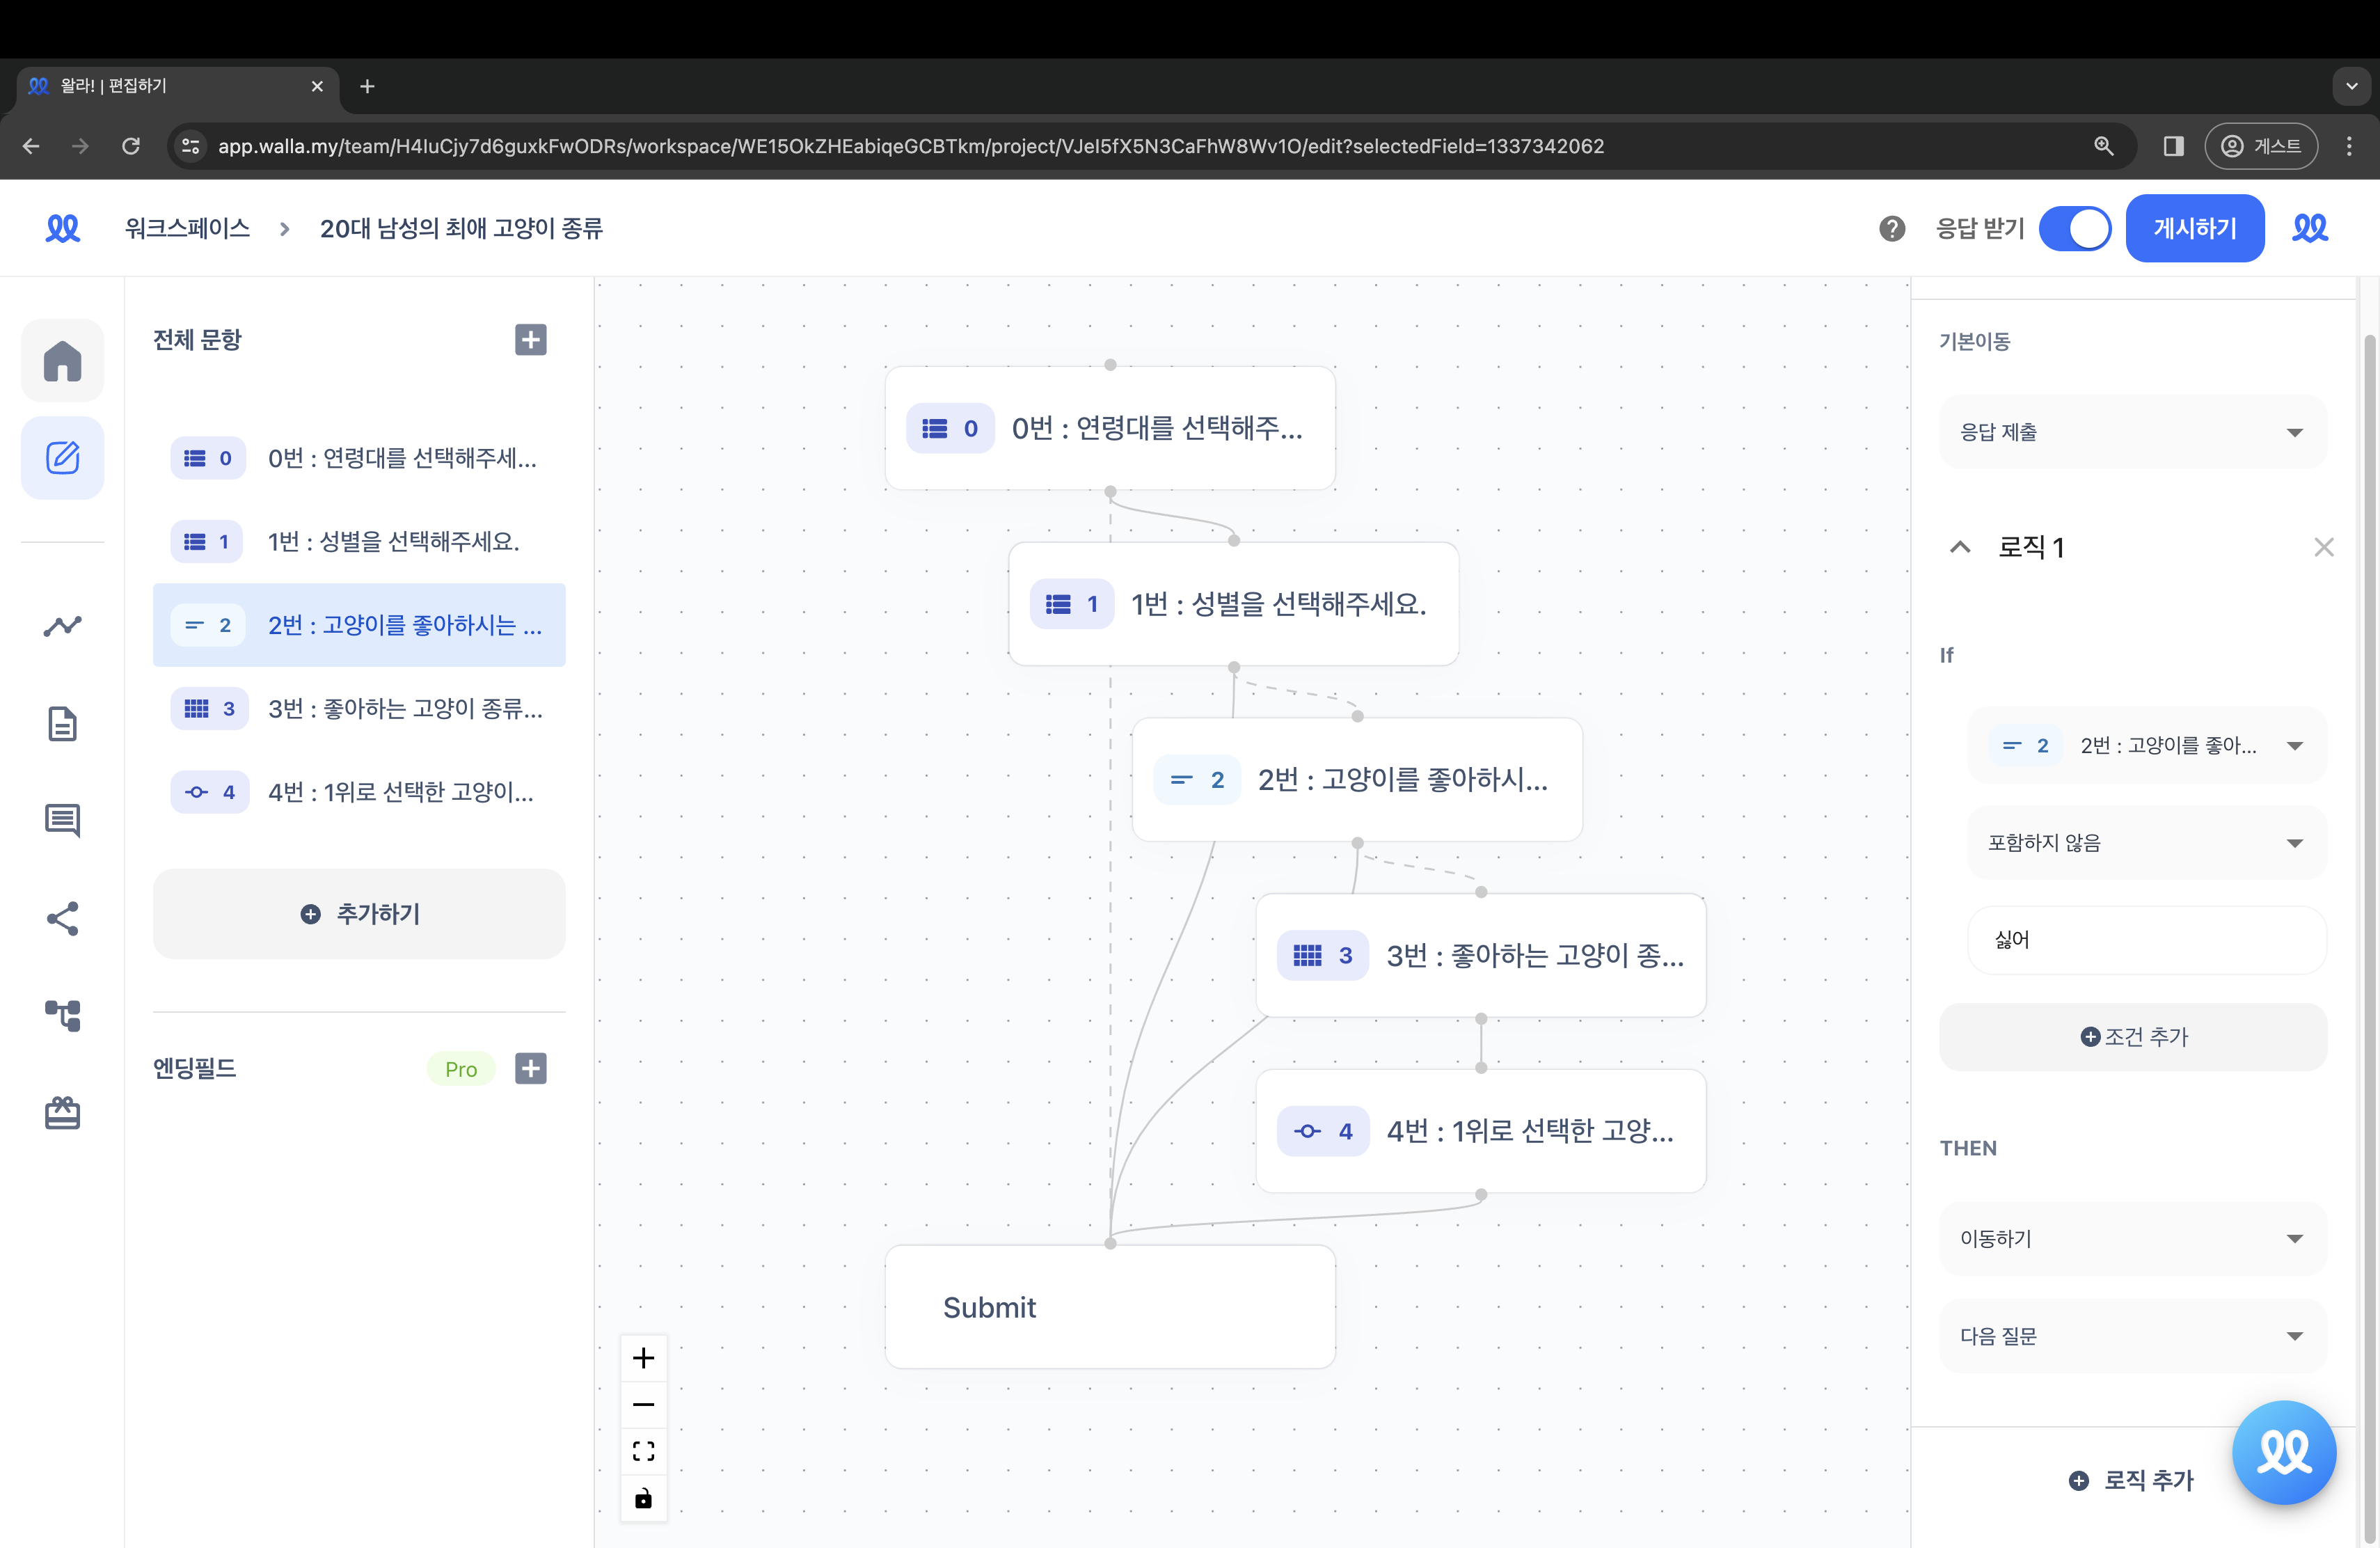 왈라! | 편집하기
app.walla.my/team/H4IuCjy7d6guxkFwODRs/workspace/WE15OkZHEabiqeGCBTkm/project/VJeI5fX5N3CaFhW8Wv1O/edit?selectedField=1337342062
게스트
워크스페이스
20대 남성의 최애 고양이 종류
응답 받기
게시하기
전체 문항
0 0번 : 연령대를 선택해주세...
1 1번 : 성별을 선택해주세요.
2 2번 : 고양이를 좋아하시는 ...
3 3번 : 좋아하는 고양이 종류...
4 4번 : 1위로 선택한 고양이...
추가하기
엔딩필드
Pro
0 0번 : 연령대를 선택해주...
1 1번 : 성별을 선택해주세요.
2 2번 : 고양이를 좋아하시...
3 3번 : 좋아하는 고양이 종...
4 4번 : 1위로 선택한 고양...
Submit
기본이동
응답 제출
로직 1
If
2 2번 : 고양이를 좋아...
포함하지 않음
싫어
조건 추가
THEN
이동하기
다음 질문
로직 추가